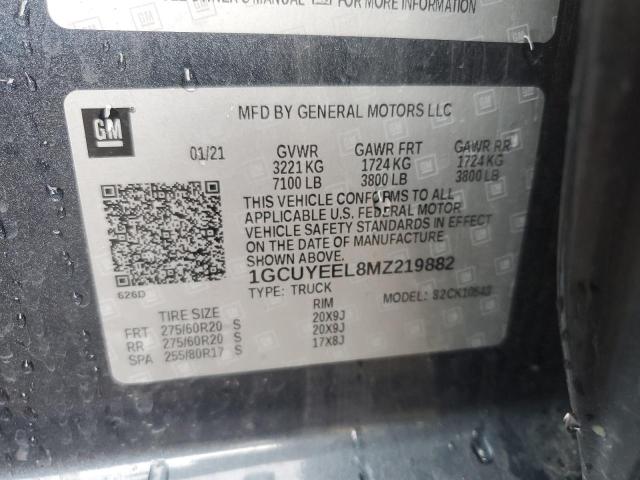 OWNER'S MANUAL FOR MORE INFORMATION
GM
MFD BY GENERAL MOTORS LLC
01/21 GVWR GAWR FRT GAWR RR
3221 KG 1724 KG 1724 KG
7100 LB 3800 LB 3800 LB
THIS VEHICLE CONFORMS TO ALL
APPLICABLE U.S. FEDERAL MOTOR
VEHICLE SAFETY STANDARDS IN EFFECT
ON THE DATE OF MANUFACTURE
SHOWN ABOVE.
1GCUYEEL8MZ219882
626D
TYPE: TRUCK MODEL:
TIRE SIZE RIM
FRT 275/60R20 S 20X9J
RR 275/60R20 S 20X9J
SPA 255/80R17 S 17X8J